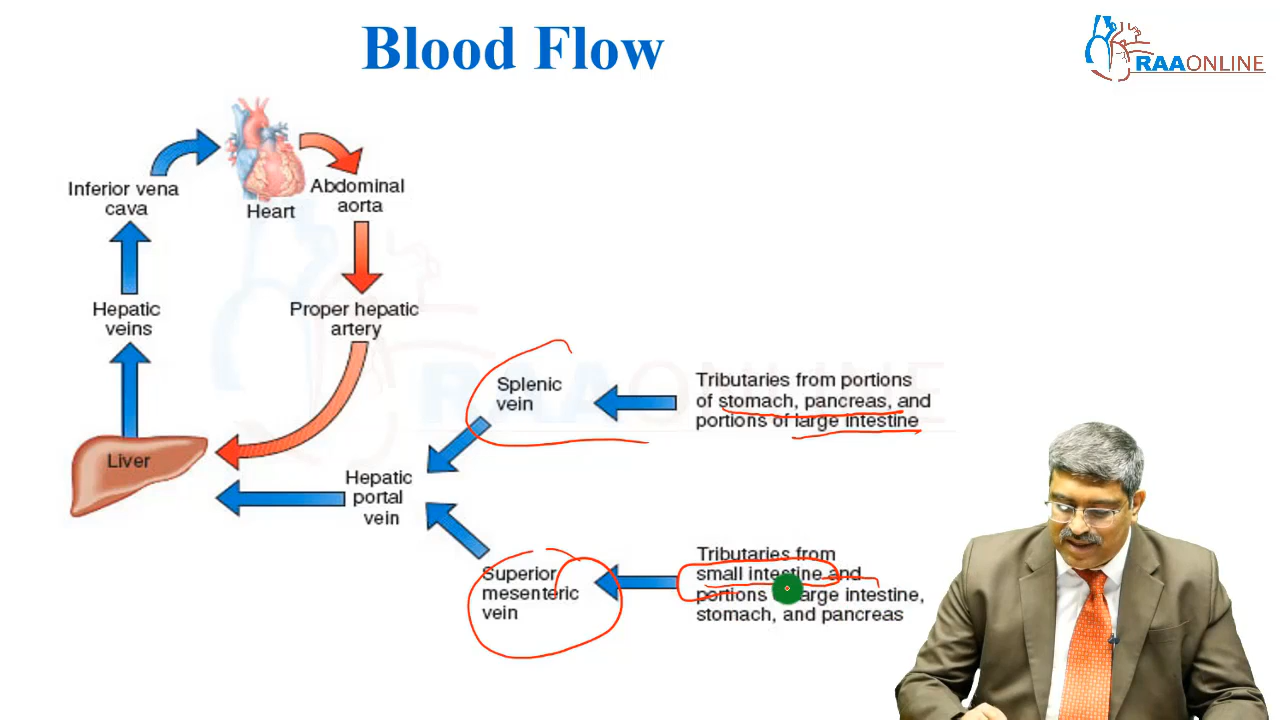 Blood Flow
RAAONLINE
Inferior vena
cava
Heart
Abdominal
aorta
Hepatic
veins
Proper hepatic
artery
Liver
Hepatic
portal
vein
Splenic
vein
Tributaries from portions
of stomach, pancreas, and
portions of large intestine
Superior
mesenteric
vein
Tributaries from
small intestine and
portions large intestine,
stomach, and pancreas
RAAONLINE